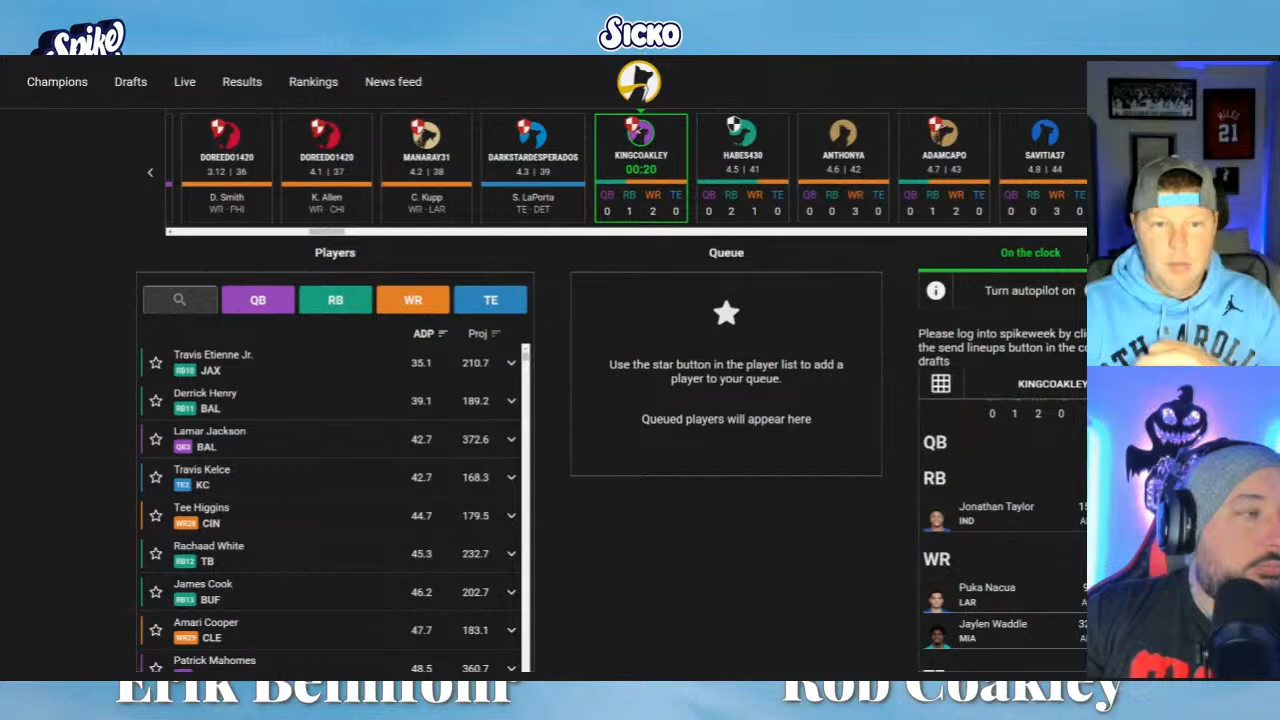 Spike
SICKO
Champions Drafts Live Results Rankings News feed
DOREEDO1420 DOREEDO1420 MANARAY31 DARKSTARDESPERADOS KINGCOAKLEY HABES430 ANTHONYA ADAMCAPO SAVITIA37
3.12 | 36 4.1 | 37 4.2 | 38 4.3 | 39 00:20 4.5 | 41 4.6 | 42 4.7 | 43 4.8 | 44
D. Smith K. Allen C. Kupp S. LaPorta QB RB WR TE QB RB WR TE QB RB WR TE QB RB WR TE QB RB WR TE
WR · PHI WR · CHI WR · LAR TE · DET 0 1 2 0 0 2 1 0 0 0 3 0 0 1 2 0 0 0 3 0
Players
QB RB WR TE
ADP Proj
Travis Etienne Jr.
RB10 JAX 35.1 210.7
Derrick Henry
RB11 BAL 39.1 189.2
Lamar Jackson
QB3 BAL 42.7 372.6
Travis Kelce
TE2 KC 42.7 168.3
Tee Higgins
WR28 CIN 44.7 179.5
Rachaad White
RB12 TB 45.3 232.7
James Cook
RB13 BUF 46.2 202.7
Amari Cooper
WR29 CLE 47.7 183.1
Patrick Mahomes 48.5 360.7
Queue
Use the star button in the player list to add a
player to your queue.
Queued players will appear here
On the clock
Turn autopilot on
Please log into spikeweek by cli
the send lineups button in the co
drafts
KINGCOAKLEY
0 1 2 0
QB
RB
Jonathan Taylor 15
IND
WR
Puka Nacua 9
LAR
Jaylen Waddle 32
MIA
RILES
21
Rob Coakley